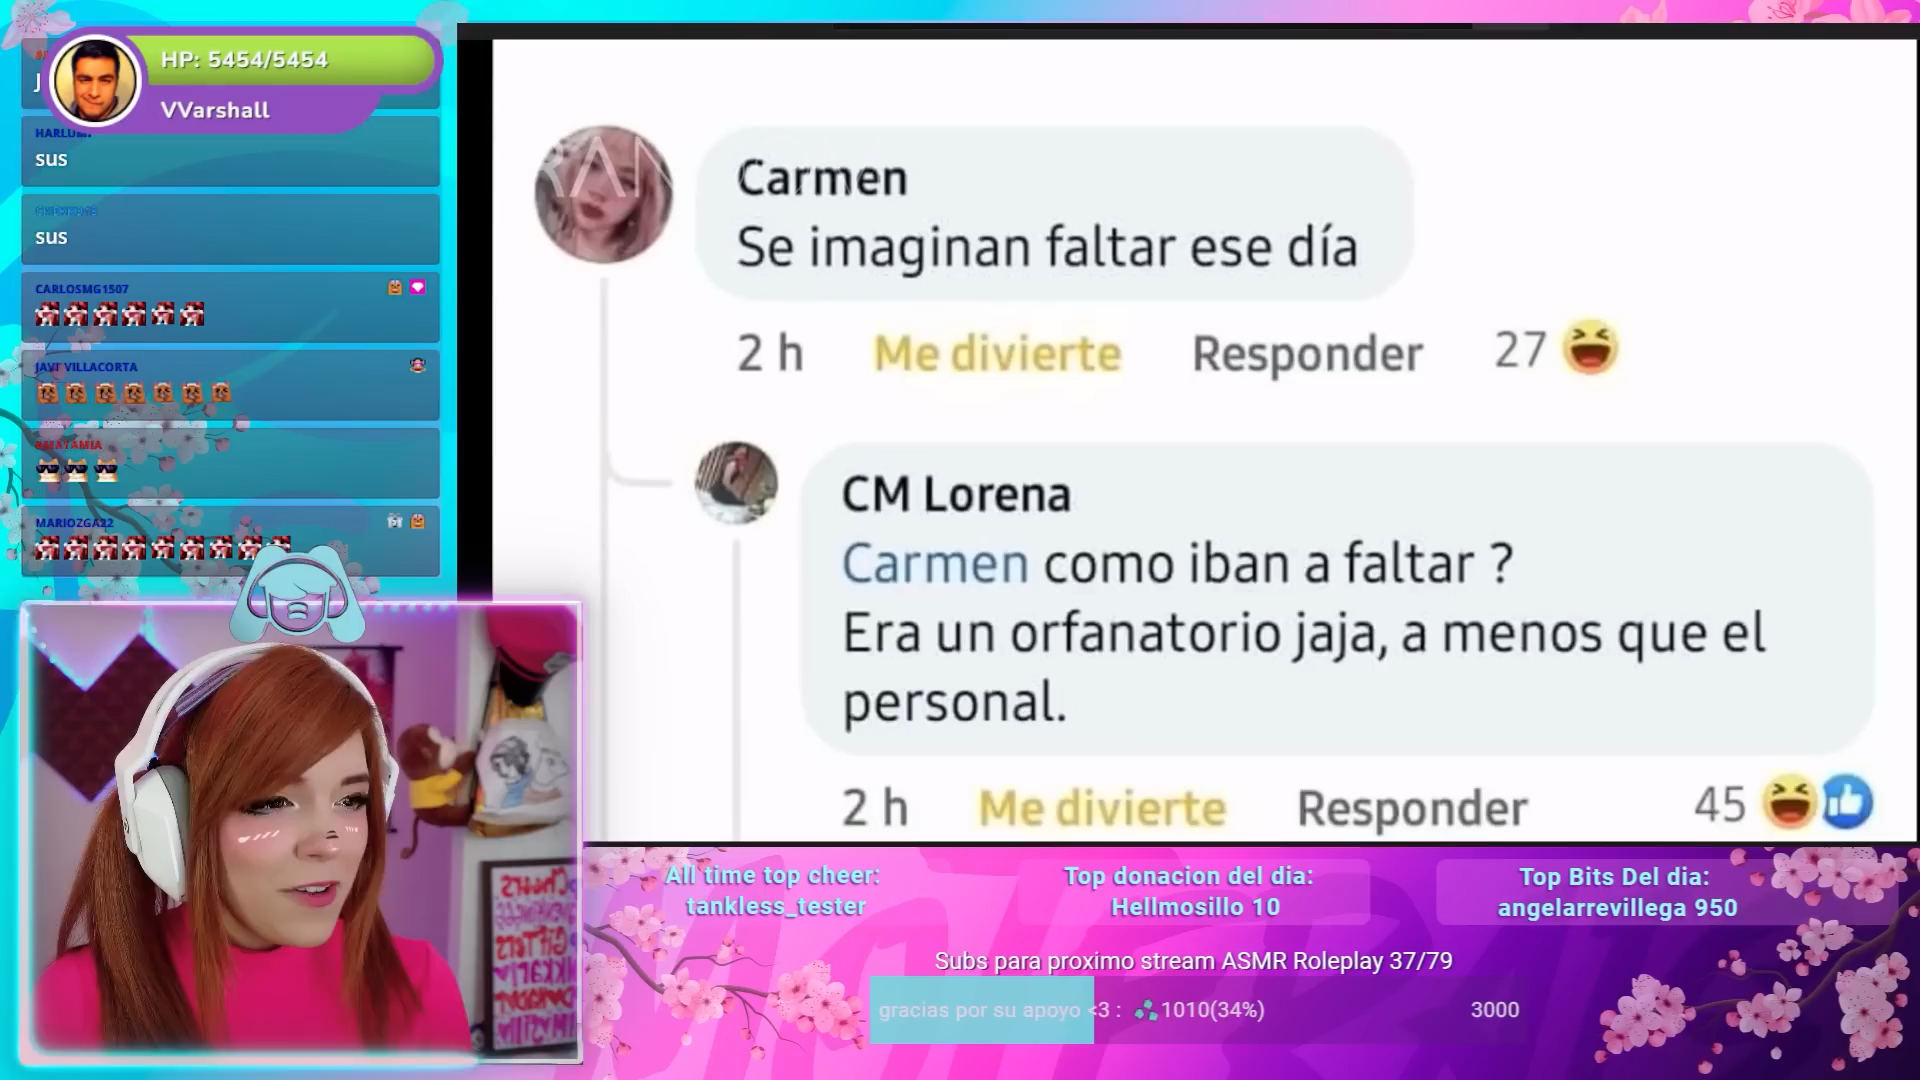 HP: 5454/5454
VVarshall
J
sus
sus
CARLOSMG1507
JAVI VILLACORTA
MARIOZGA22
RAN
Carmen
Se imaginan faltar ese día
2 h Me divierte Responder 27
CM Lorena
Carmen como iban a faltar ?
Era un orfanatorio jaja, a menos que el
personal.
2 h Me divierte Responder 45
All time top cheer:
tankless_tester
Top donacion del dia:
Hellmosillo 10
Top Bits Del dia:
angelarrevillega 950
Subs para proximo stream ASMR Roleplay 37/79
gracias por su apoyo <3 : 1010(34%) 3000